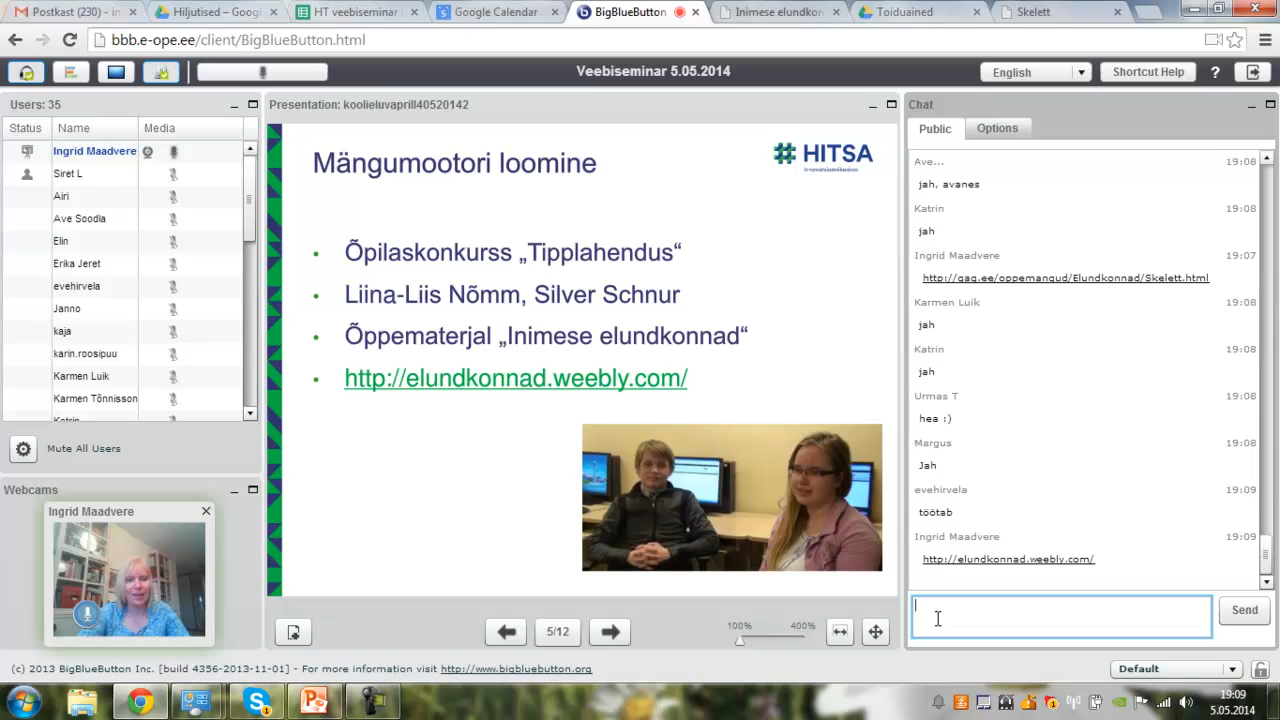 Postkast (230) - in
Hiljutised – Googl
HT veebiseminar
Google Calendar
BigBlueButton
Inimese elundkon
Toiduained
Skelett
bbb.e-ope.ee/client/BigBlueButton.html
Veebiseminar 5.05.2014
English
Shortcut Help
?
Users: 35
Status Name Media
Ingrid Maadvere
Siret L
Airi
Ave Soodla
Elin
Erika Jeret
evehirvela
Janno
kaja
karin.roosipuu
Karmen Luik
Karmen Tõnnisson
Katrin
Mute All Users
Webcams
Ingrid Maadvere
Presentation: koolieluvaprill40520142
Mängumootori loomine
HITSA
Innovatsioonikeskus
• Õpilaskonkurss „Tipplahendus“
• Liina-Liis Nõmm, Silver Schnur
• Õppematerjal „Inimese elundkonnad“
• http://elundkonnad.weebly.com/
5/12
100% 400%
Chat
Public Options
Ave... 19:08
jah, avanes
Katrin 19:08
jah
Ingrid Maadvere 19:07
http://gag.ee/oppemangud/Elundkonnad/Skelett.html
Karmen Luik 19:08
jah
Katrin 19:08
jah
Urmas T 19:08
hea :)
Margus 19:08
Jah
evehirvela 19:09
töötab
Ingrid Maadvere 19:09
http://elundkonnad.weebly.com/
Send
(c) 2013 BigBlueButton Inc. [build 4356-2013-11-01] - For more information visit http://www.bigbluebutton.org
Default
19:09
5.05.2014